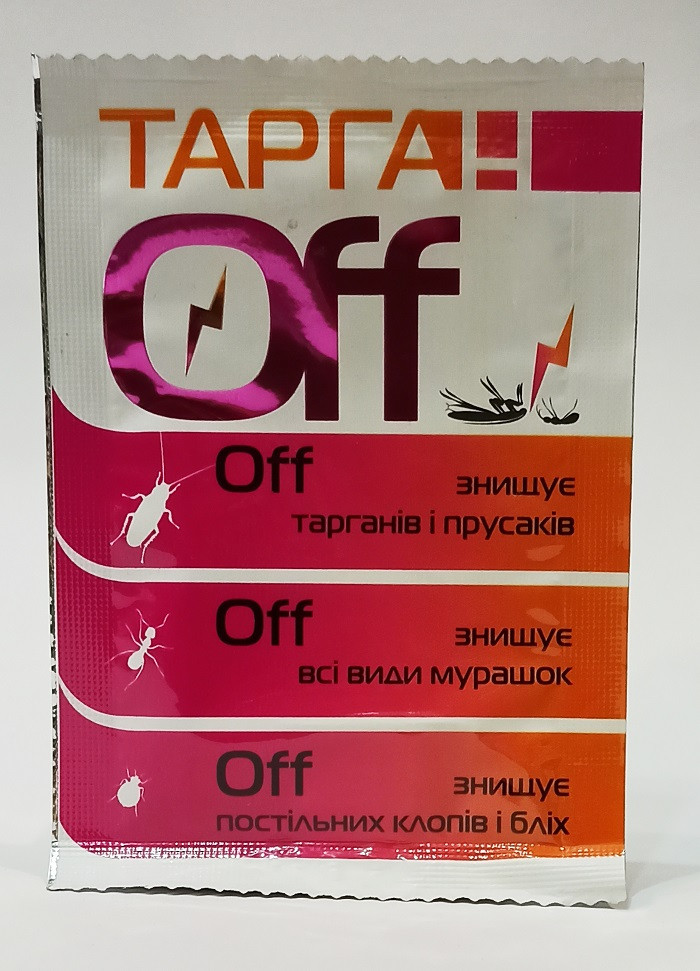 ТАРГА!
Off
Off
знищує
тарганів і прусаків
Off
знищує
всі види мурашок
Off
знищує
постільних клопів і бліх